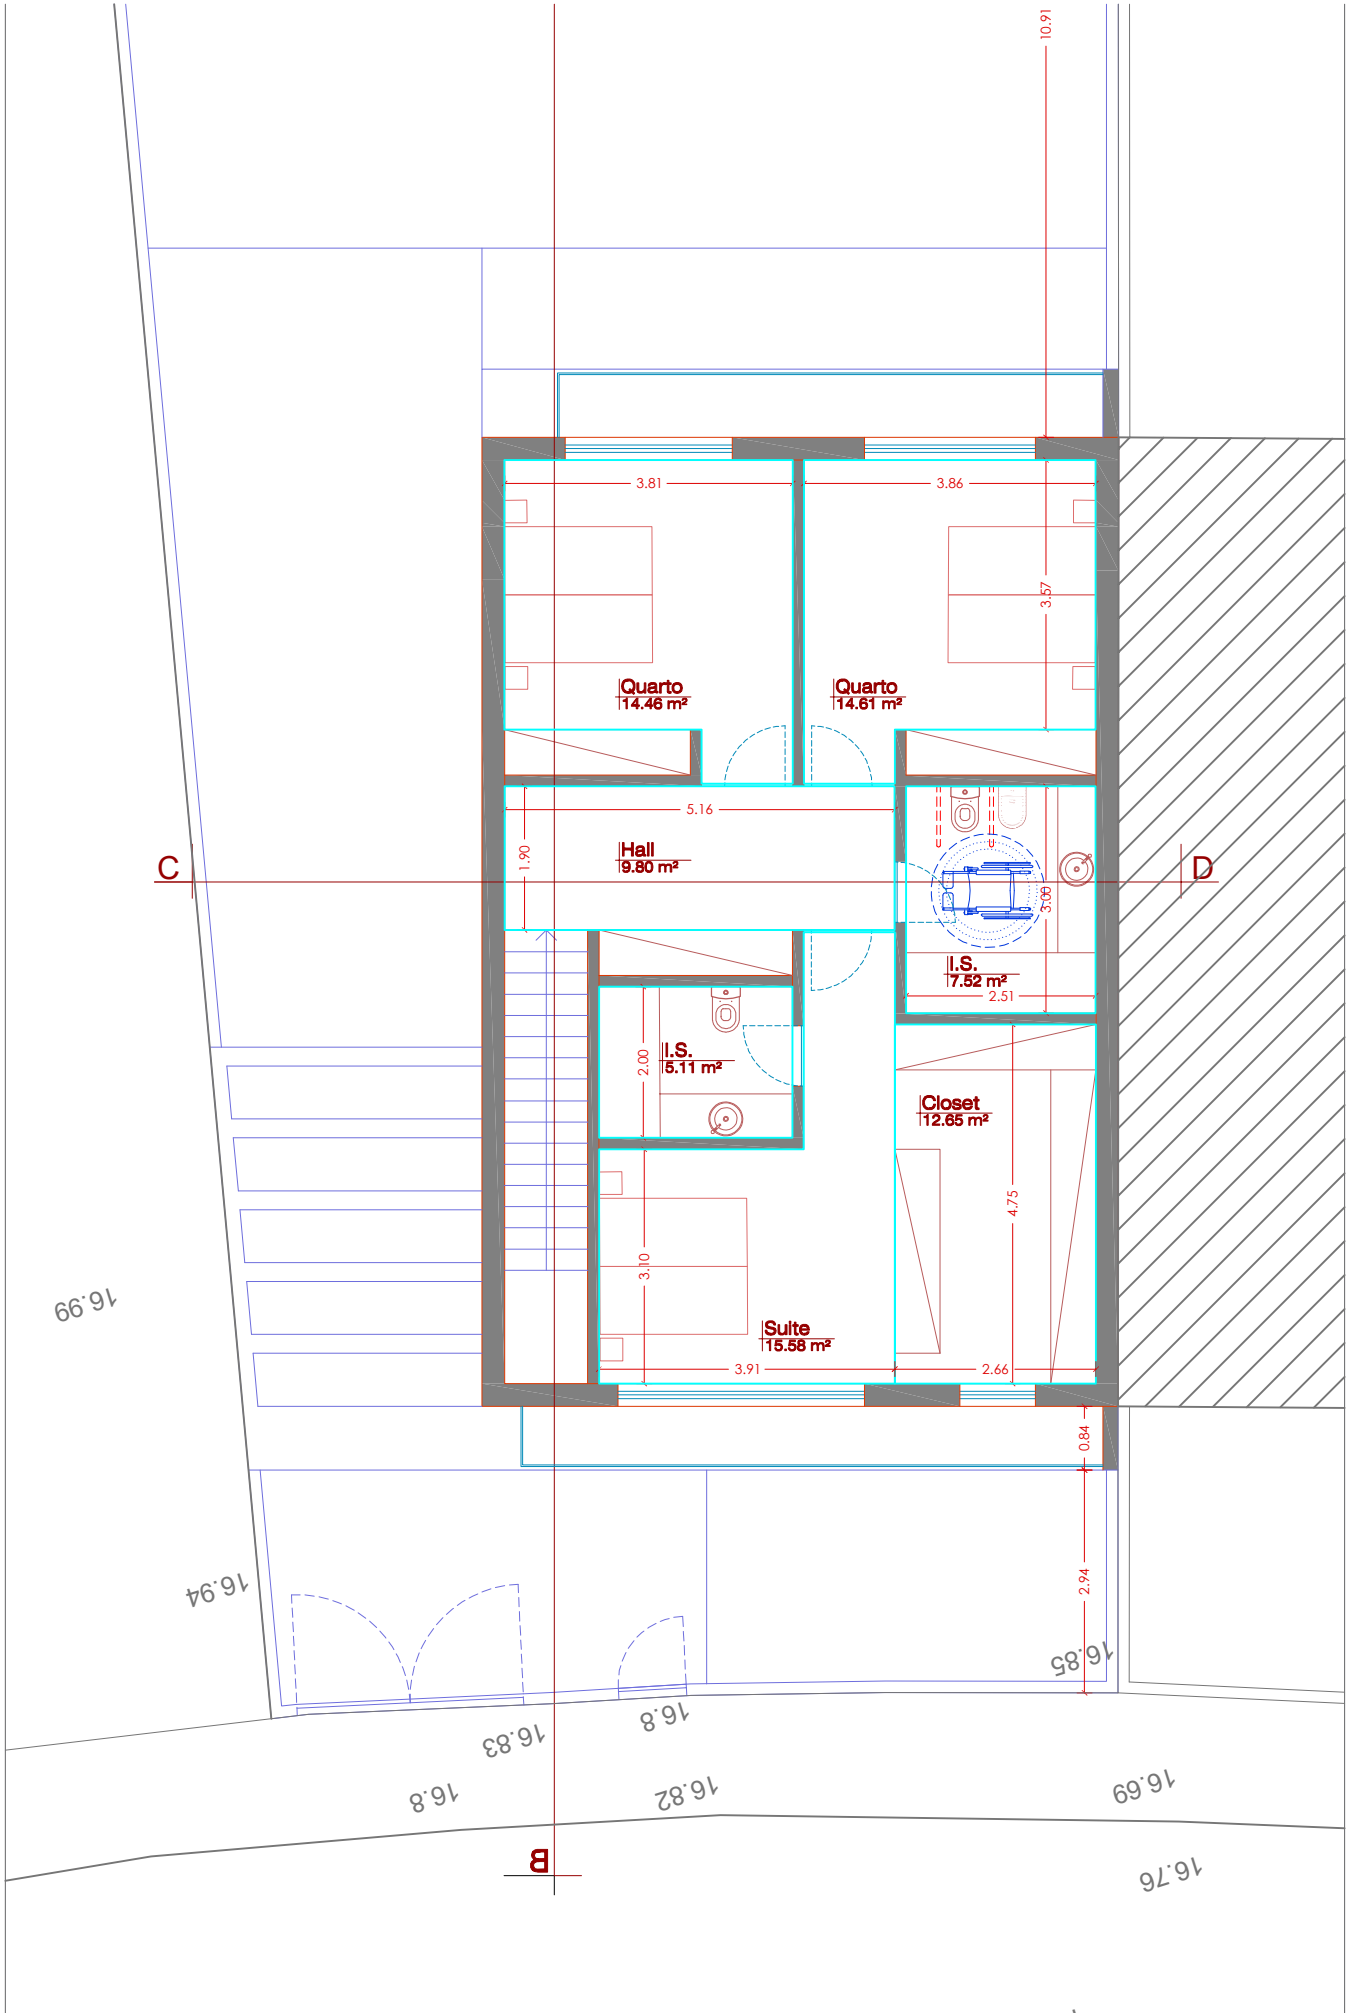 10.91
3.81
3.86
3.57
Quarto
14.46 m²
Quarto
14.61 m²
5.16
1.90
Hall
9.80 m²
C
D
3.00
I.S.
7.52 m²
2.51
2.00
I.S.
5.11 m²
Closet
12.65 m²
4.75
3.10
Suite
15.58 m²
3.91
2.66
0.84
2.94
16.99
16.94
16.85
16.83
16.8
16.8
16.82
16.69
16.76
B